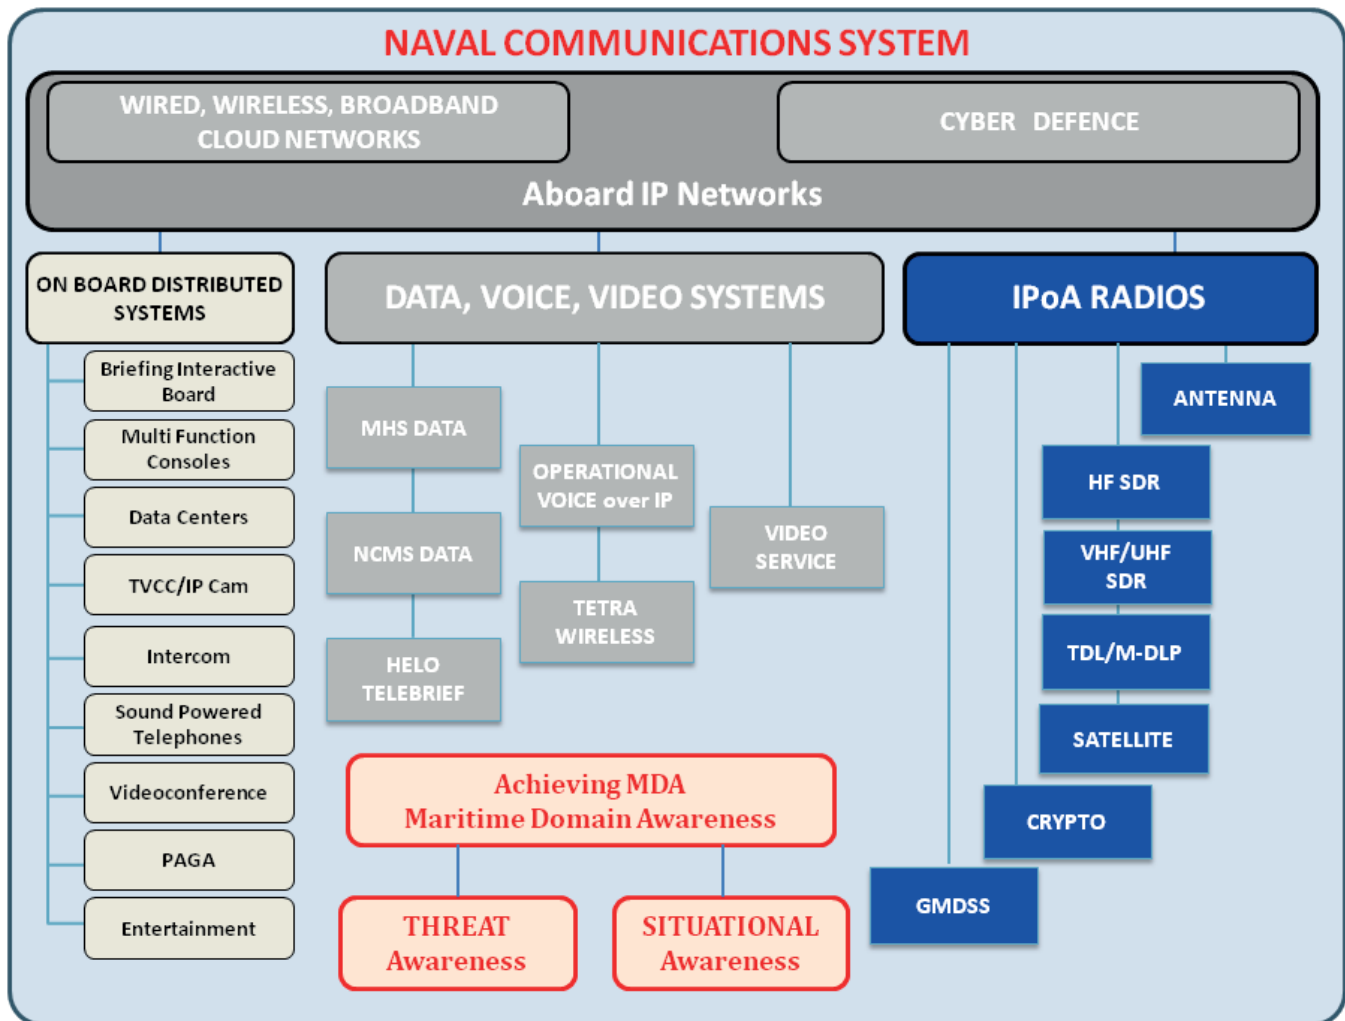 NAVAL COMMUNICATIONS SYSTEM
WIRED, WIRELESS, BROADBAND
CLOUD NETWORKS
CYBER DEFENCE
Aboard IP Networks
ON BOARD DISTRIBUTED
SYSTEMS
Briefing Interactive
Board
Multi Function
Consoles
Data Centers
TVCC/IP Cam
Intercom
Sound Powered
Telephones
Videoconference
PAGA
Entertainment
DATA, VOICE, VIDEO SYSTEMS
MHS DATA
NCMS DATA
HELO
TELEBRIEF
OPERATIONAL
VOICE over IP
TETRA
WIRELESS
VIDEO
SERVICE
IPoA RADIOS
ANTENNA
HF SDR
VHF/UHF
SDR
TDL/M-DLP
SATELLITE
CRYPTO
GMDSS
Achieving MDA
Maritime Domain Awareness
THREAT
Awareness
SITUATIONAL
Awareness